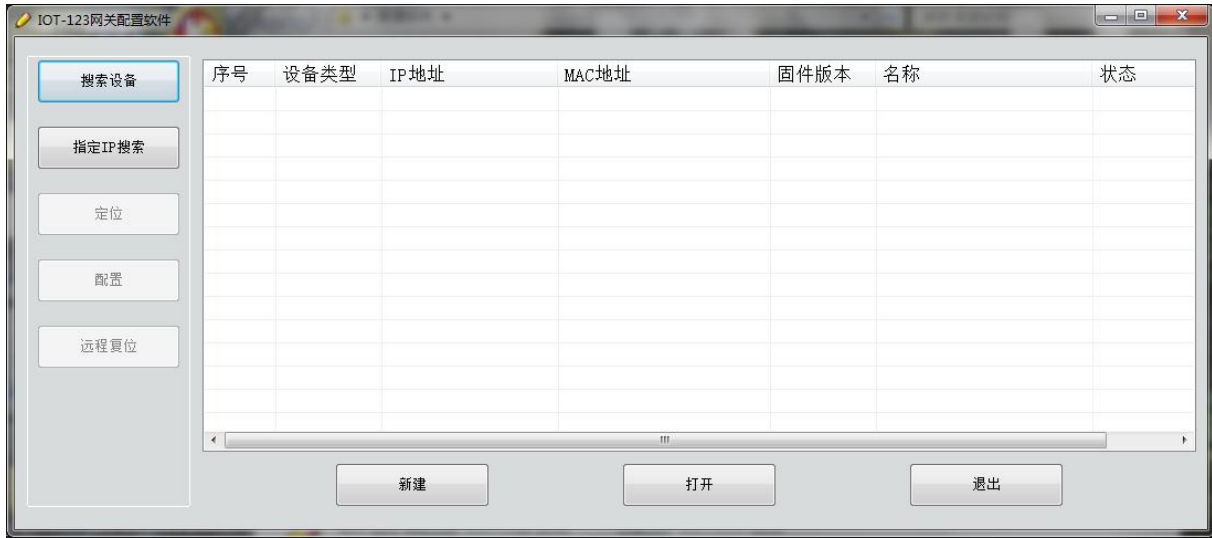 IOT-123网关配置软件
搜索设备
指定IP搜索
定位
配置
远程复位
序号 设备类型 IP地址 MAC地址 固件版本 名称 状态
新建 打开 退出